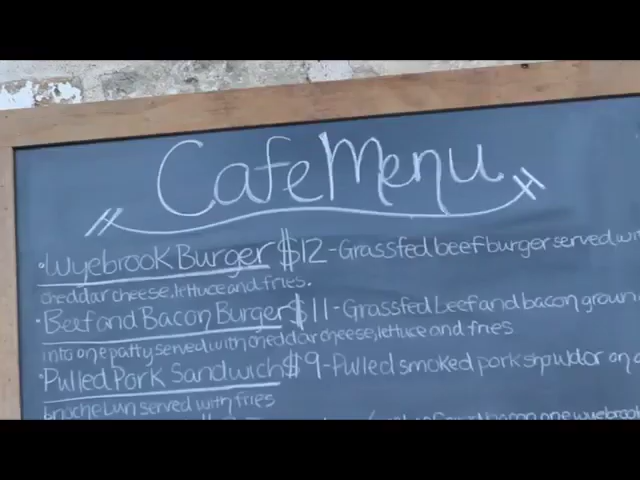 Cafe Menu
•Wyebrook Burger $12-Grassfed beef burger served wi
cheddar cheese, lettuce and fries.
•Beef and Bacon Burger $11-Grassfed beef and bacon groun
into one patty served with cheddar cheese, lettuce and fries
•Pulled Pork Sandwich $9-Pulled smoked pork shoulder on a
brioche bun served with fries